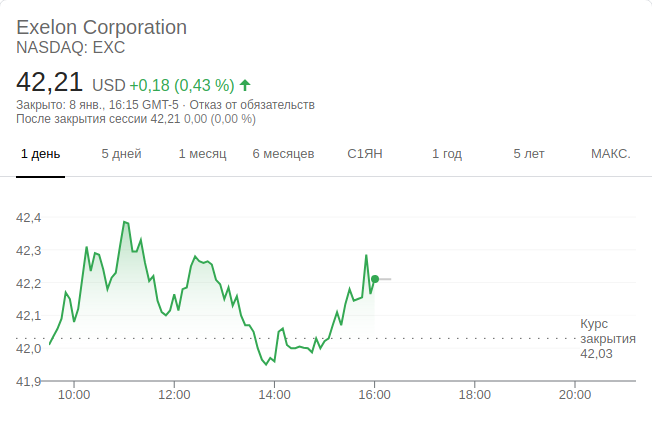 Exelon Corporation
NASDAQ: EXC
42,21 USD +0,18 (0,43 %)
Закрыто: 8 янв., 16:15 GMT-5 · Отказ от обязательств
После закрытия сессии 42,21 0,00 (0,00 %)
1 день 5 дней 1 месяц 6 месяцев С1ЯН 1 год 5 лет МАКС.
42,4
42,3
42,2
42,1
42,0
41,9
Курс
закрытия
42,03
10:00 12:00 14:00 16:00 18:00 20:00